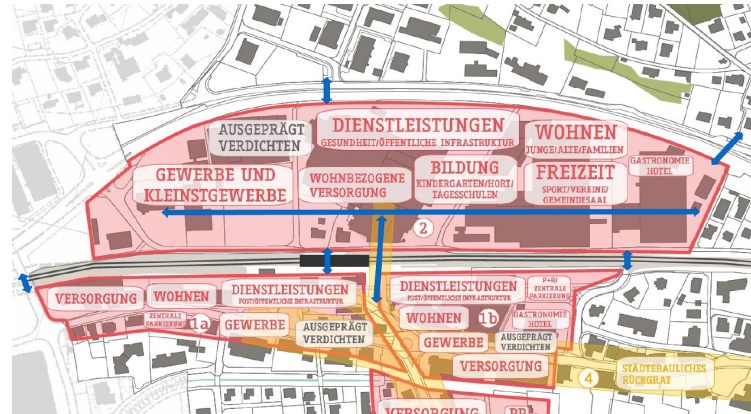 AUSGEPRÄGT
VERDICHTEN
DIENSTLEISTUNGEN
GESUNDHEIT/ÖFFENTLICHE INFRASTRUKTUR
WOHNEN
JUNGE/ALTE/FAMILIEN
GASTRONOMIE
HOTEL
GEWERBE UND
KLEINSTGEWERBE
WOHNBEZOGENE
VERSORGUNG
BILDUNG
KINDERGARTEN/HORT/
TAGESSCHULEN
FREIZEIT
SPORT/VEREINE/
GEMEINDESAAL
2
VERSORGUNG
WOHNEN
DIENSTLEISTUNGEN
POST/ÖFFENTLICHE INFRASTRUKTUR
ZENTRALE
PARKIERUNG
1a
GEWERBE
AUSGEPRÄGT
VERDICHTEN
DIENSTLEISTUNGEN
POST/ÖFFENTLICHE INFRASTRUKTUR
P+R/
ZENTRALE
PARKIERUNG
WOHNEN
1b
GASTRONOMIE
HOTEL
GEWERBE
AUSGEPRÄGT
VERDICHTEN
VERSORGUNG
4
STÄDTEBAULICHES
RÜCKGRAT
VERSORGUNG